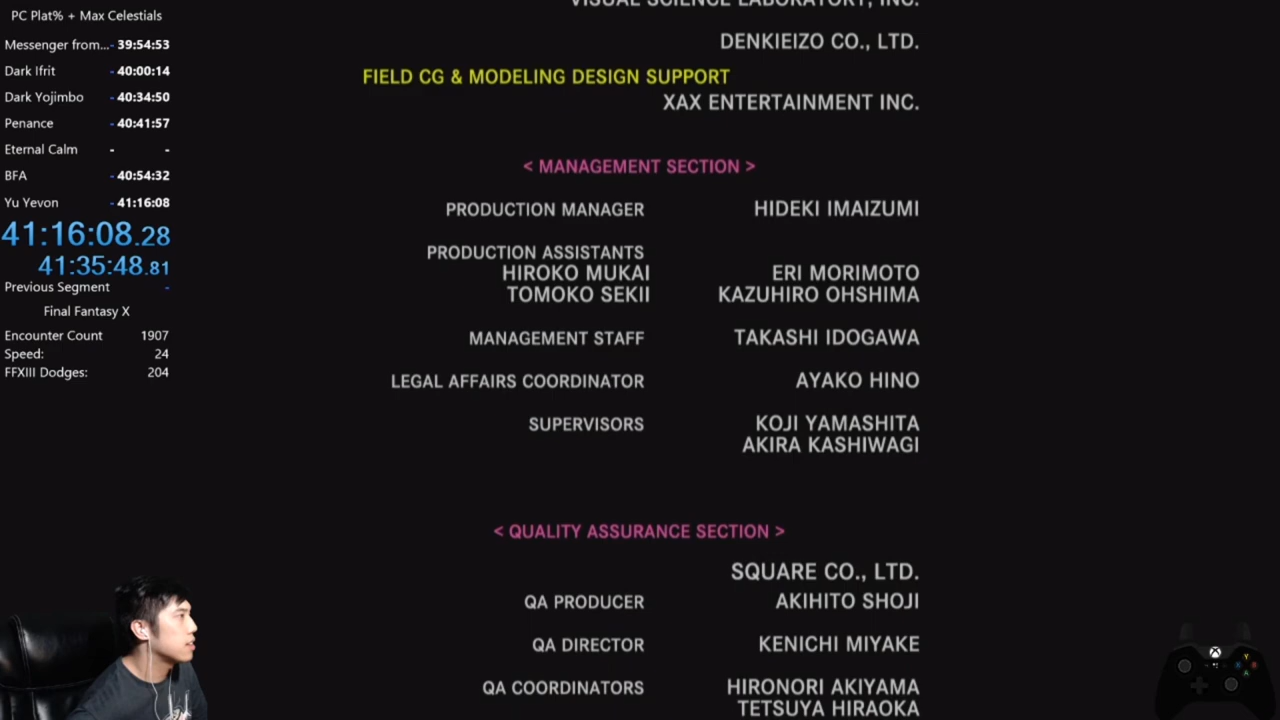 PC Plat% + Max Celestials
Messenger from... - 39:54:53
Dark Ifrit - 40:00:14
Dark Yojimbo - 40:34:50
Penance - 40:41:57
Eternal Calm - -
BFA - 40:54:32
Yu Yevon - 41:16:08
41:16:08.28
41:35:48.81
Previous Segment -
Final Fantasy X
Encounter Count 1907
Speed: 24
FFXIII Dodges: 204
VISUAL SCIENCE LABORATORY, INC.
DENKIEIZO CO., LTD.
FIELD CG & MODELING DESIGN SUPPORT
XAX ENTERTAINMENT INC.
< MANAGEMENT SECTION >
PRODUCTION MANAGER HIDEKI IMAIZUMI
PRODUCTION ASSISTANTS
HIROKO MUKAI ERI MORIMOTO
TOMOKO SEKII KAZUHIRO OHSHIMA
MANAGEMENT STAFF TAKASHI IDOGAWA
LEGAL AFFAIRS COORDINATOR AYAKO HINO
SUPERVISORS KOJI YAMASHITA
AKIRA KASHIWAGI
< QUALITY ASSURANCE SECTION >
SQUARE CO., LTD.
QA PRODUCER AKIHITO SHOJI
QA DIRECTOR KENICHI MIYAKE
QA COORDINATORS HIRONORI AKIYAMA
TETSUYA HIRAOKA